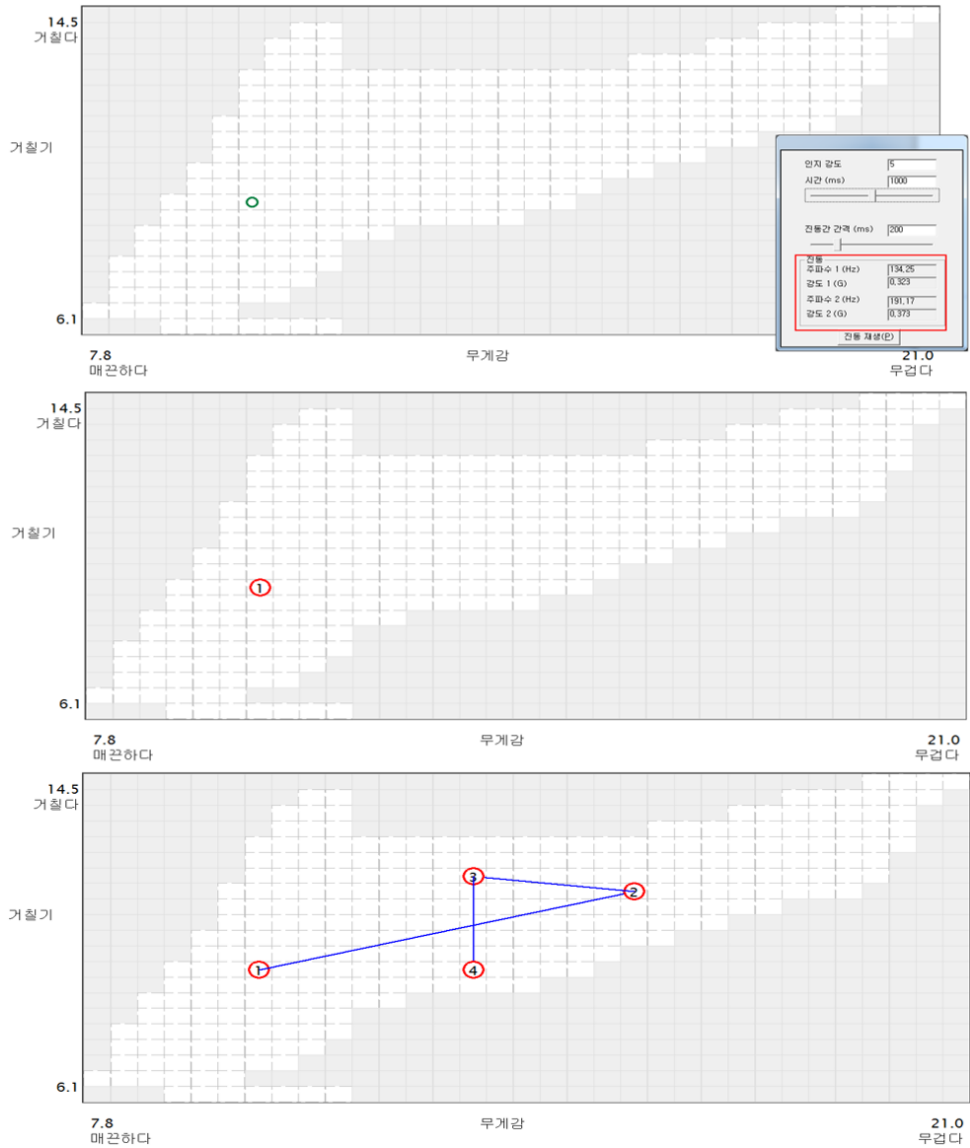 14.5
거칠다
거칠기
6.1
7.8
매끈하다
무게감
21.0
무겁다
인지 강도
5
시간 (ms)
1000
진동간 간격 (ms)
200
진동
주파수 1 (Hz)
134,25
강도 1 (G)
0,323
주파수 2 (Hz)
191,17
강도 2 (G)
0,373
진동 재생(P)
14.5
거칠다
거칠기
1
6.1
7.8
매끈하다
무게감
21.0
무겁다
14.5
거칠다
3
2
거칠기
1
4
6.1
7.8
매끈하다
무게감
21.0
무겁다